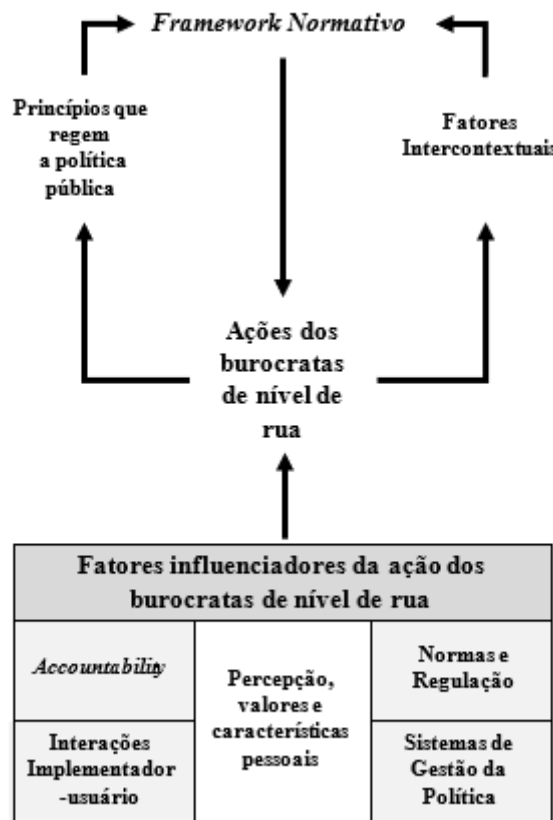 Framework Normativo
Princípios que
regem
a política
pública
Fatores
Intercontextuais
Ações dos
burocratas
de nível de
rua
Fatores influenciadores da ação dos
burocratas de nível de rua
Accountability
Percepção,
valores e
características
pessoais
Normas e
Regulação
Interações
Implementador
-usuário
Sistemas de
Gestão da
Política